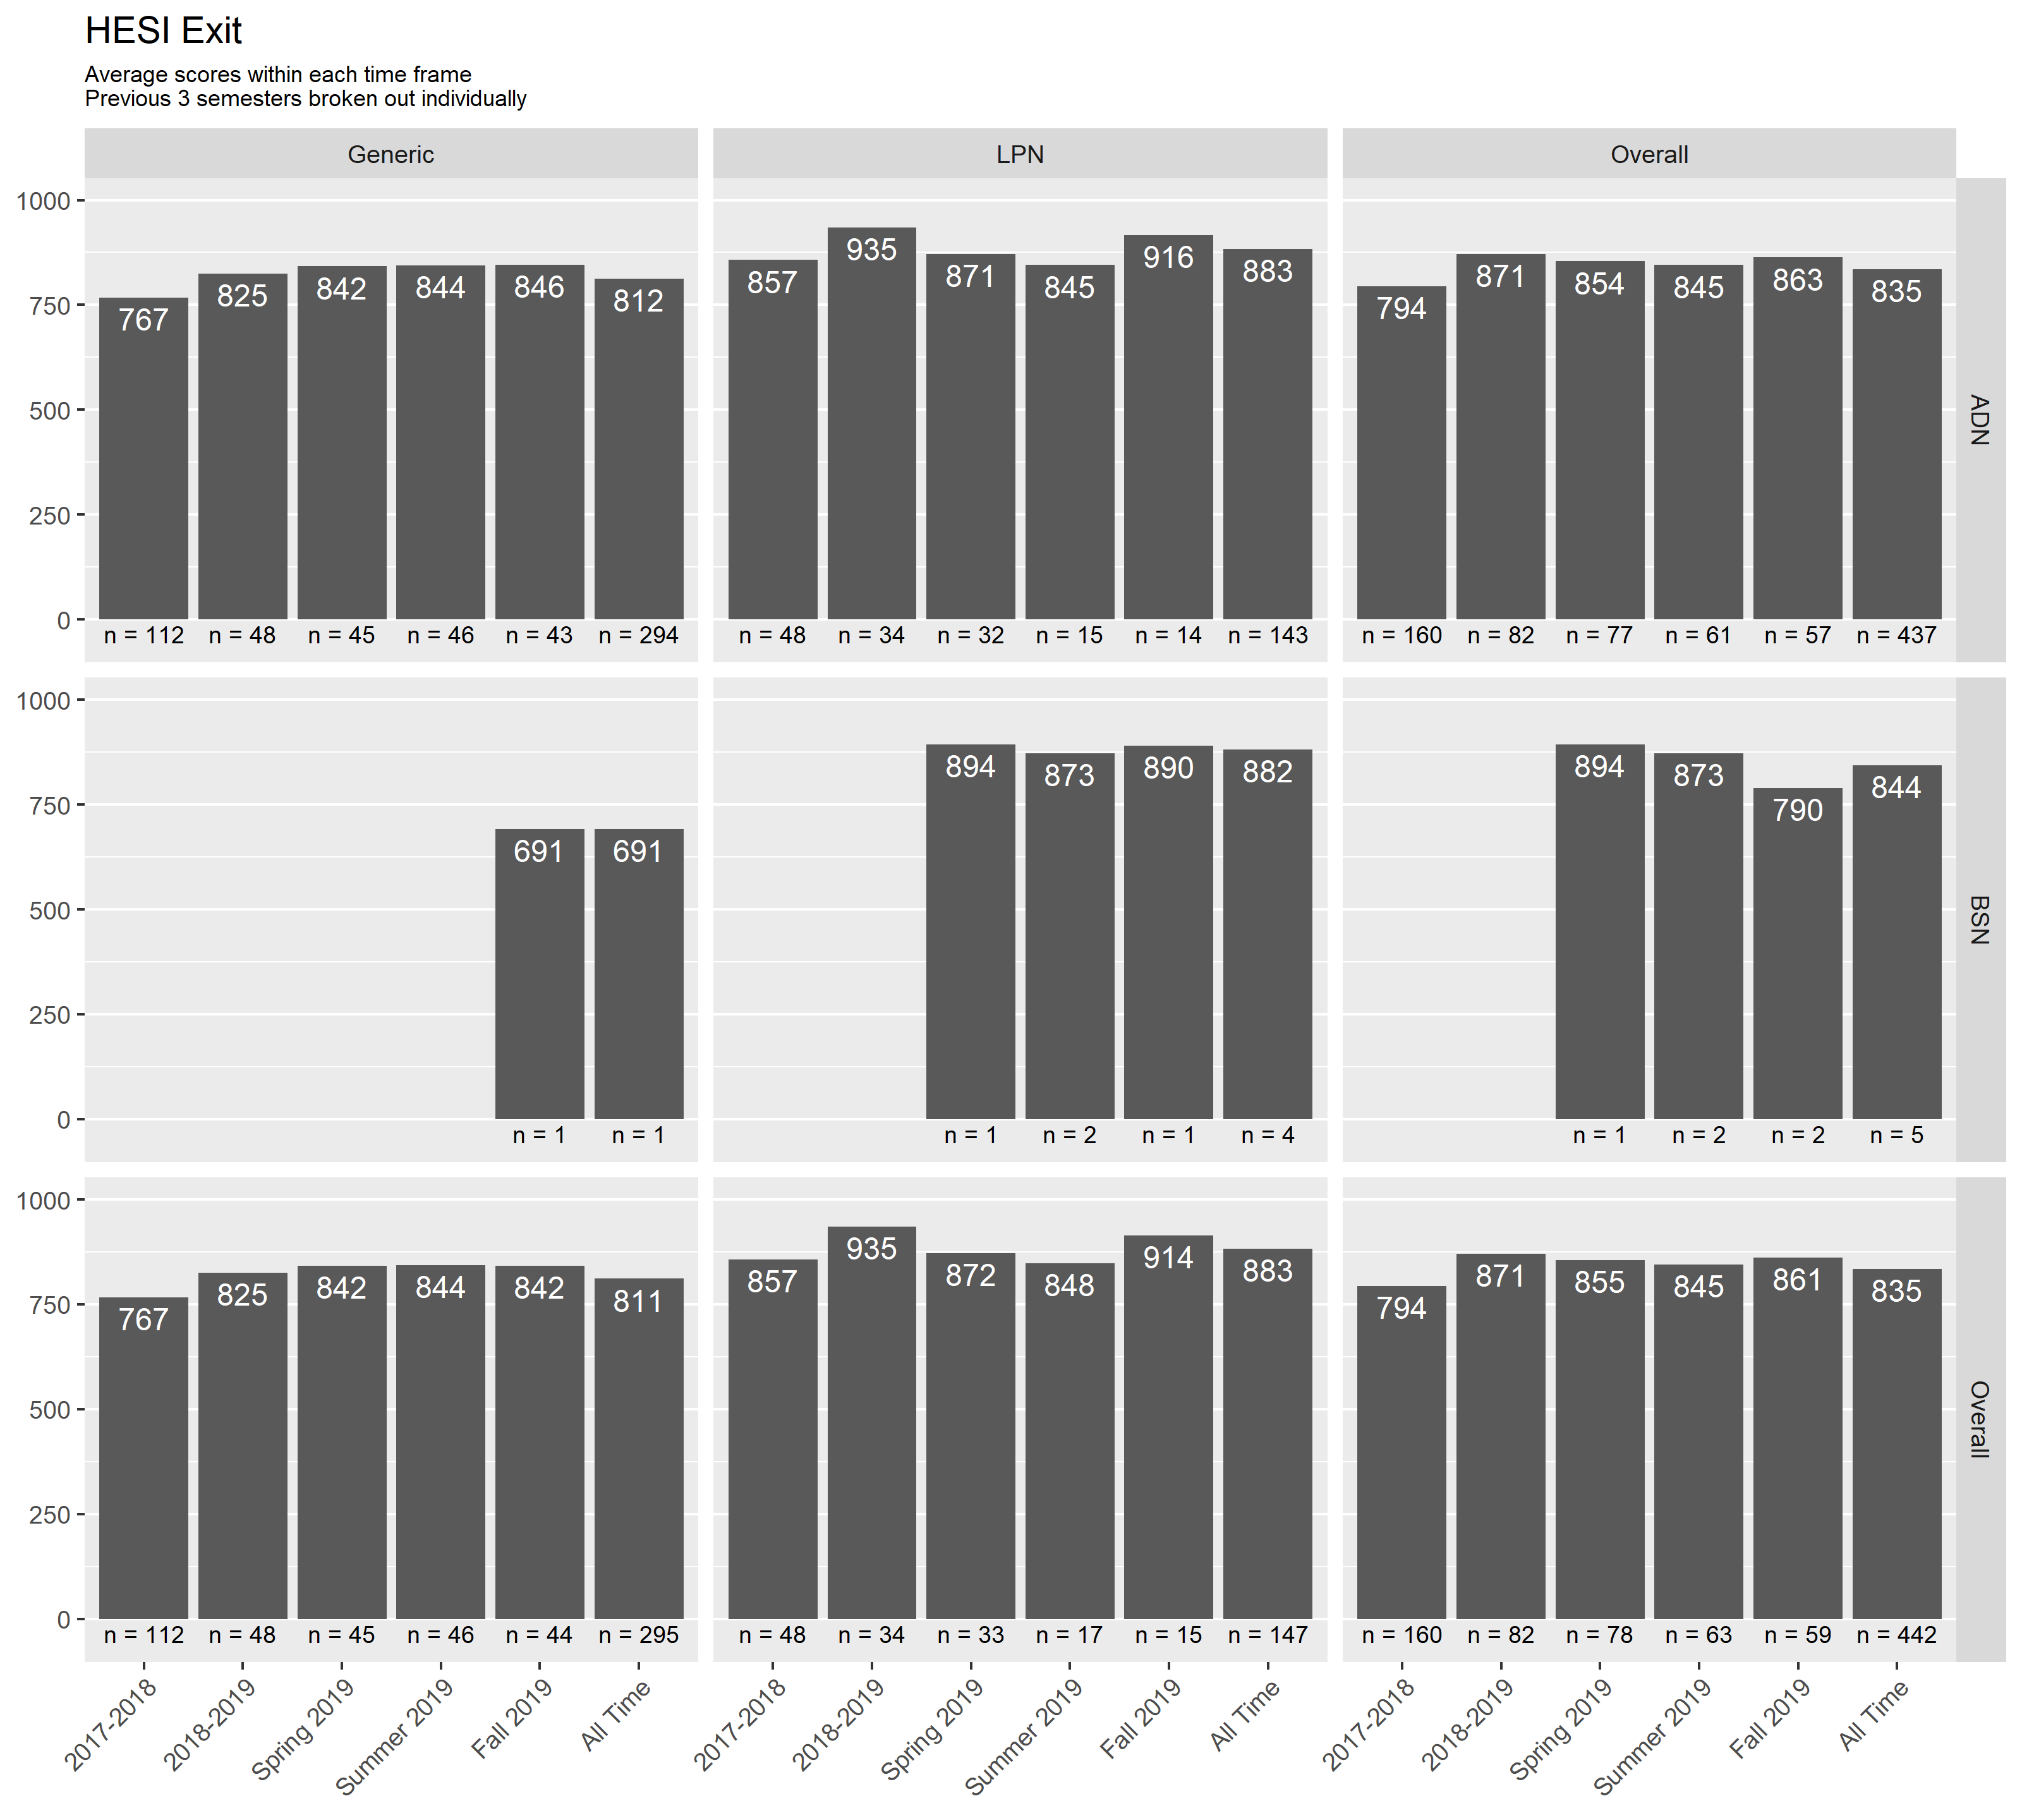 HESI Exit
Average scores within each time frame
Previous 3 semesters broken out individually
Generic LPN Overall
1000
750
500
250
0
767 825 842 844 846 812
857 935 871 845 916 883
794 871 854 845 863 835
n = 112 n = 48 n = 45 n = 46 n = 43 n = 294
n = 48 n = 34 n = 32 n = 15 n = 14 n = 143
n = 160 n = 82 n = 77 n = 61 n = 57 n = 437
ADN
1000
750
500
250
0
691 691
894 873 890 882
894 873 790 844
n = 1 n = 1
n = 1 n = 2 n = 1 n = 4
n = 1 n = 2 n = 2 n = 5
BSN
1000
750
500
250
0
767 825 842 844 842 811
857 935 872 848 914 883
794 871 855 845 861 835
n = 112 n = 48 n = 45 n = 46 n = 44 n = 295
n = 48 n = 34 n = 33 n = 17 n = 15 n = 147
n = 160 n = 82 n = 78 n = 63 n = 59 n = 442
Overall
2017-2018 2018-2019 Spring 2019 Summer 2019 Fall 2019 All Time
2017-2018 2018-2019 Spring 2019 Summer 2019 Fall 2019 All Time
2017-2018 2018-2019 Spring 2019 Summer 2019 Fall 2019 All Time